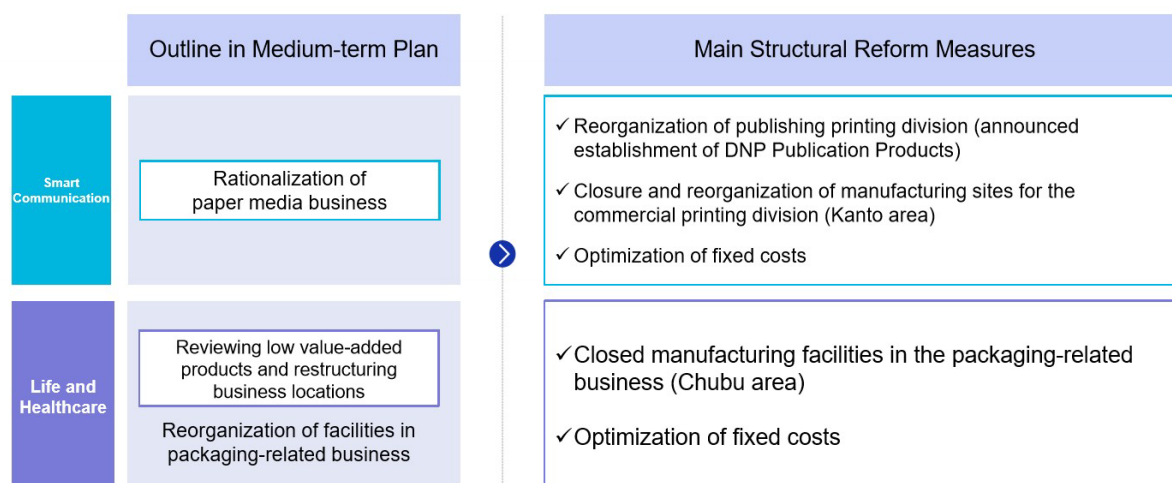 Outline in Medium-term Plan
Main Structural Reform Measures
Smart
Communication
Rationalization of
paper media business
✓ Reorganization of publishing printing division (announced
establishment of DNP Publication Products)
✓ Closure and reorganization of manufacturing sites for the
commercial printing division (Kanto area)
✓ Optimization of fixed costs
Life and
Healthcare
Reviewing low value-added
products and restructuring
business locations
Reorganization of facilities in
packaging-related business
✓ Closed manufacturing facilities in the packaging-related
business (Chubu area)
✓ Optimization of fixed costs